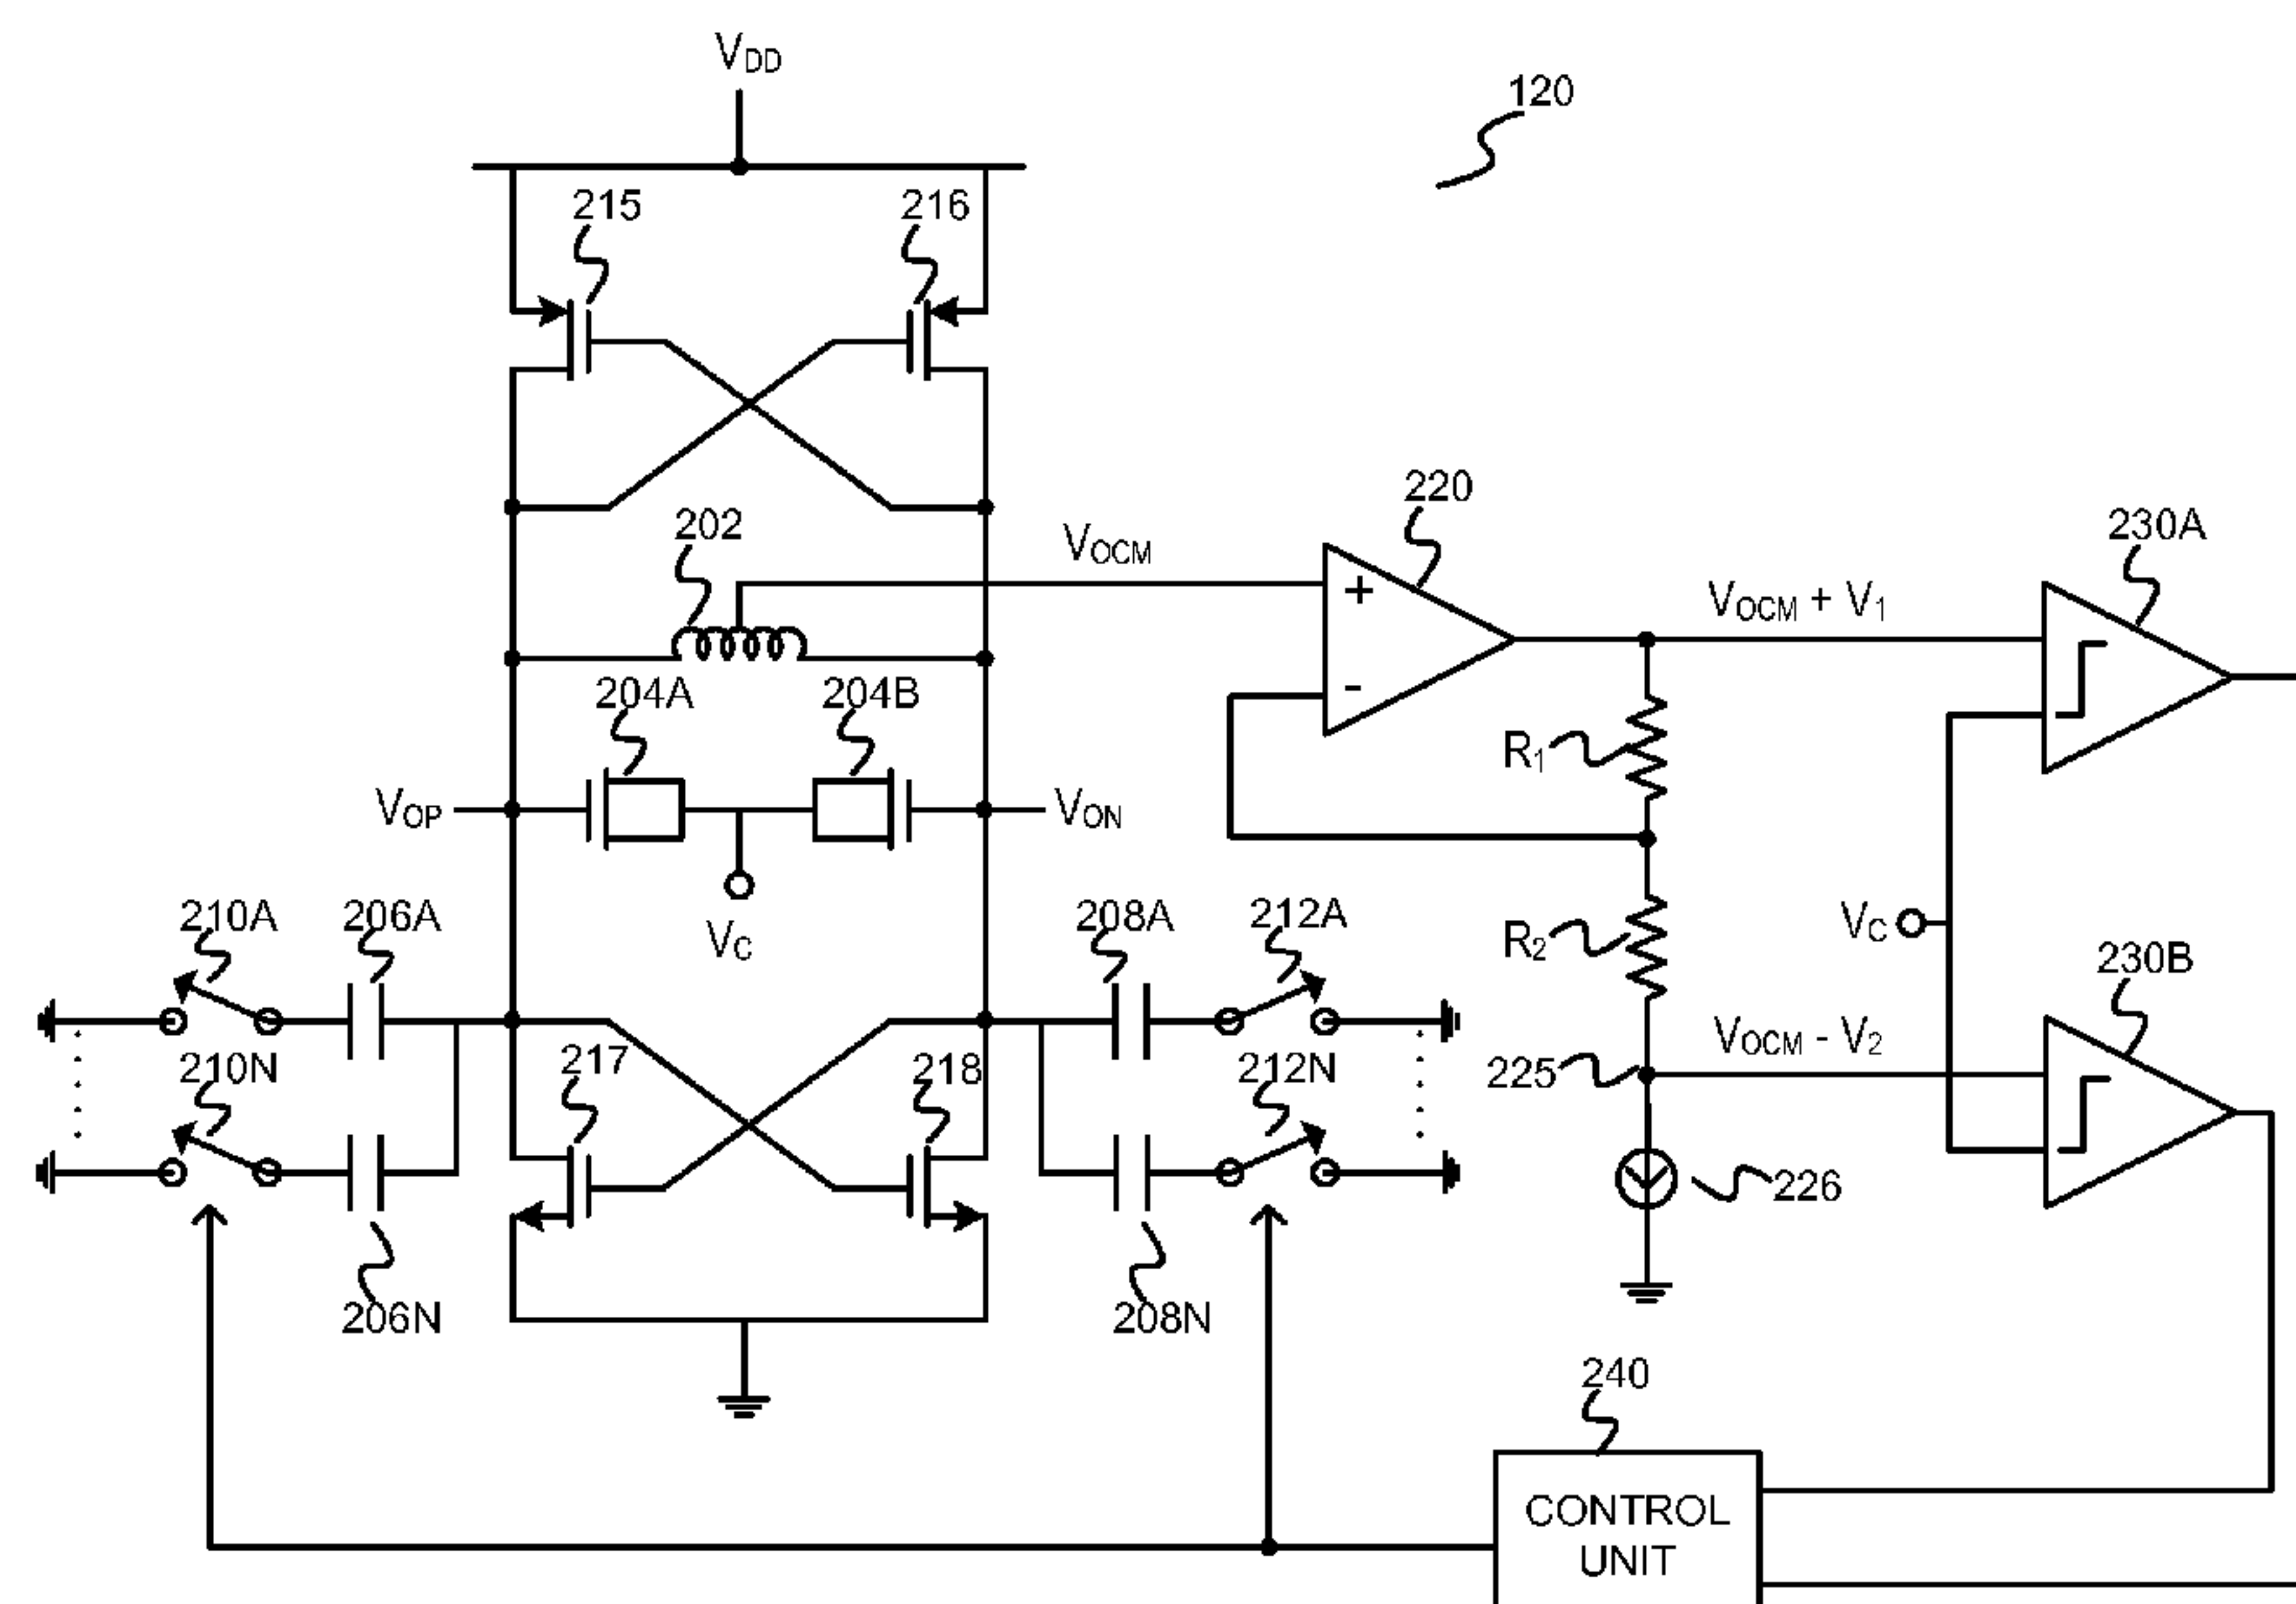 VDD
120
215
216
202
VOCM
220
230A
VOCM + V1
+
-
204A
204B
R1
VOP
VON
210A
206A
VC
208A
212A
R2
VC
230B
210N
217
218
212N
225
VOCM - V2
226
206N
208N
240
CONTROL
UNIT